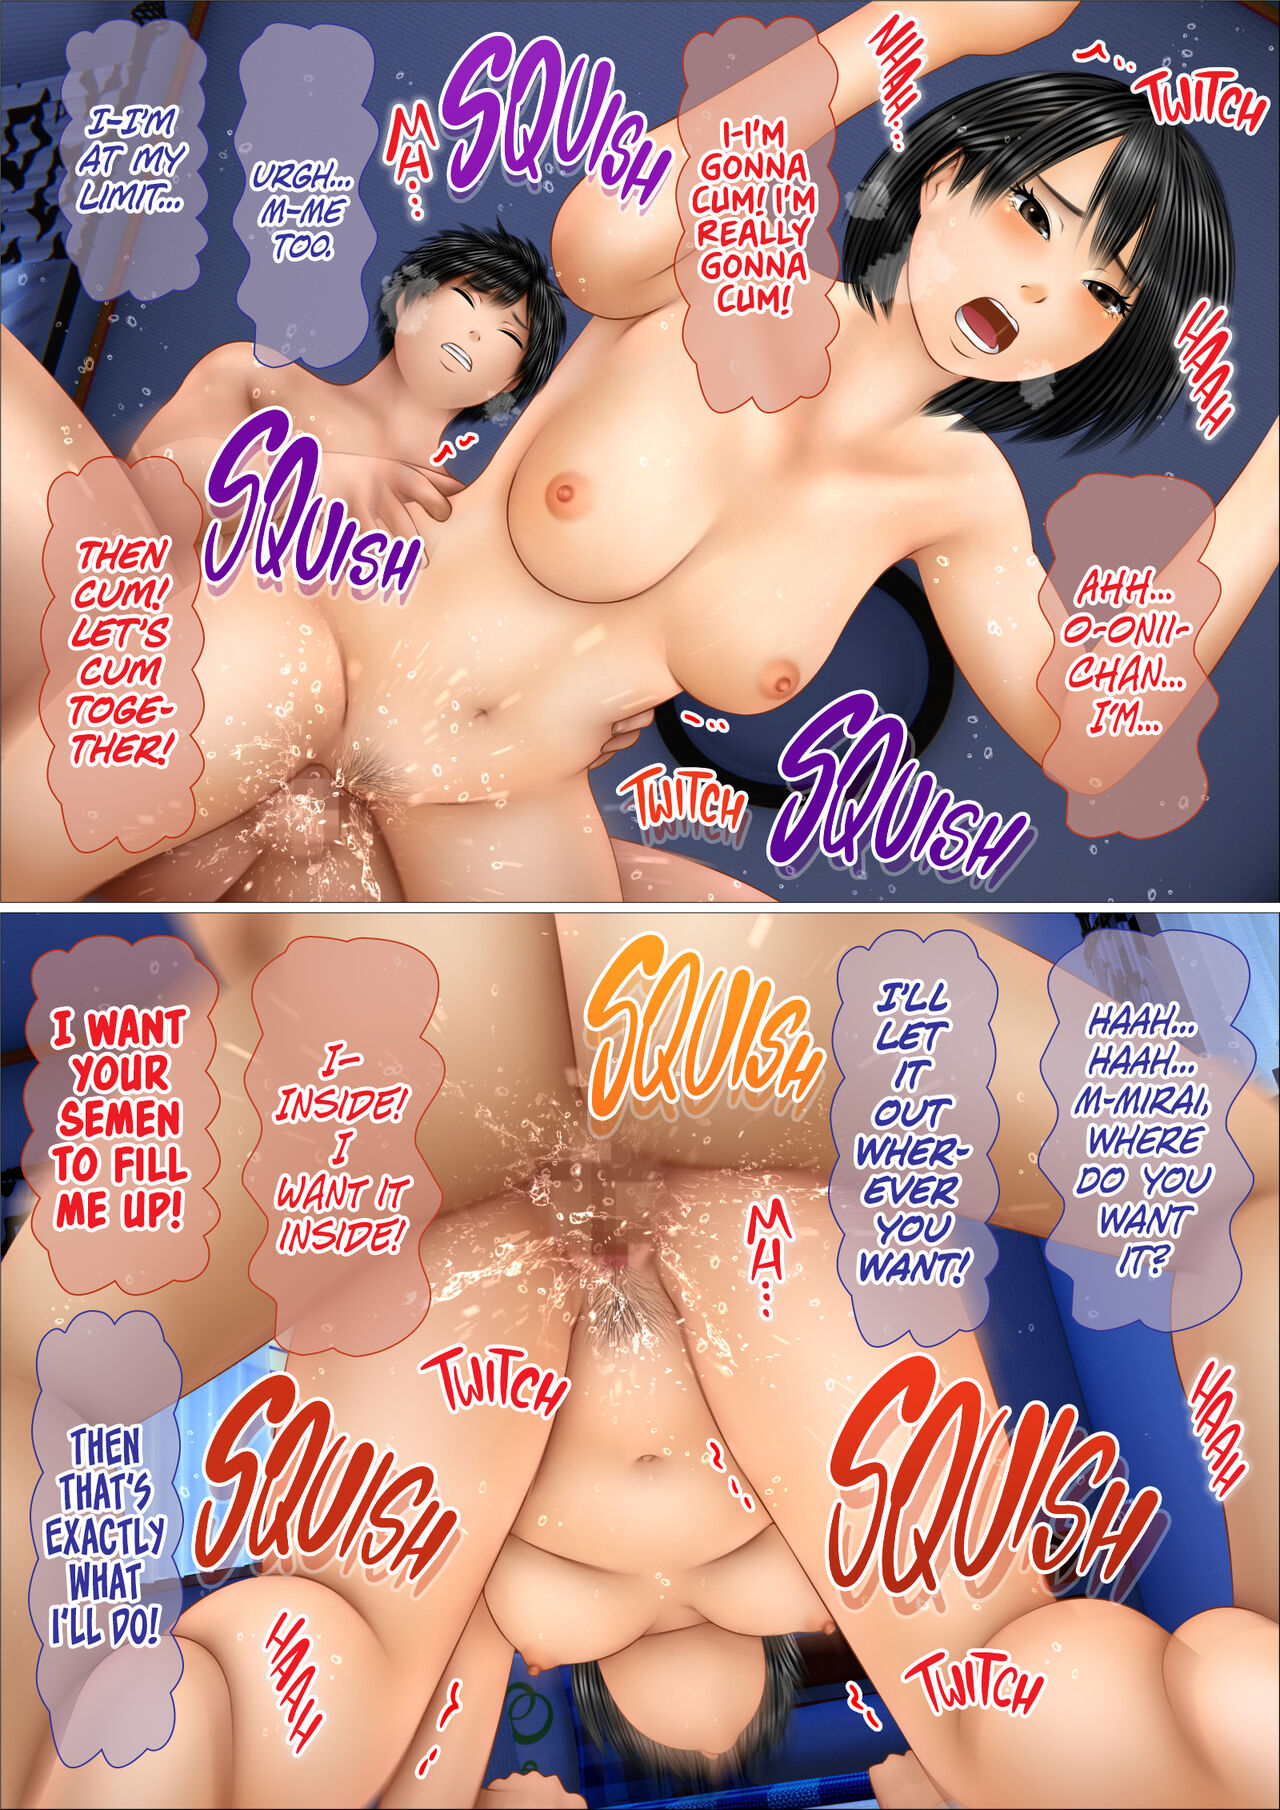 TWITCH
NHAH...
HAAH
AHH...
O-ONII-
CHAN...
I'M...
I-I'M
GONNA
CUM! I'M
REALLY
GONNA
CUM!
SQUISH
MH...
URGH...
M-ME
TOO.
I-I'M
AT MY
LIMIT...
SQUISH
THEN
CUM!
LET'S
CUM
TOGE-
THER!
TWITCH
SQUISH
HAAH...
HAAH...
M-MIRAI,
WHERE
DO YOU
WANT
IT?
I'LL
LET
IT
OUT
WHER-
EVER
YOU
WANT!
SQUISH
MH...
I-
INSIDE!
I
WANT IT
INSIDE!
I WANT
YOUR
SEMEN
TO FILL
ME UP!
HAAH
SQUISH
TWITCH
TWITCH
SQUISH
HAAH
THEN
THAT'S
EXACTLY
WHAT
I'LL DO!